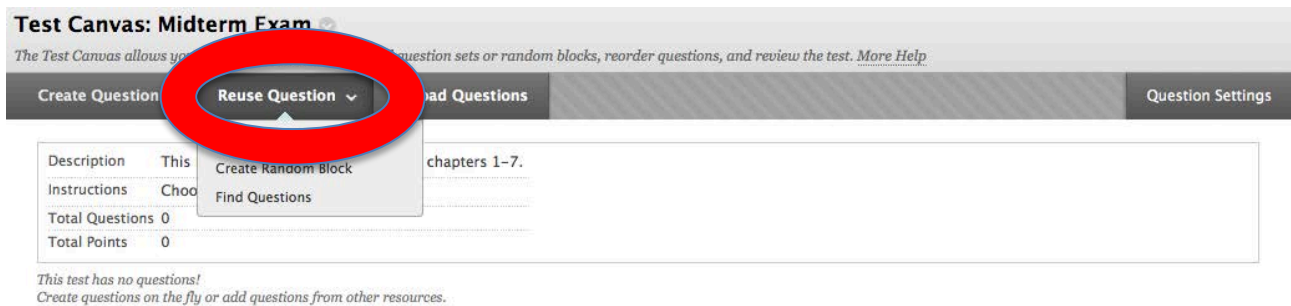 Test Canvas: Midterm Exam
The Test Canvas allows question sets or random blocks, reorder questions, and review the test. More Help
Create Question Reuse Question Questions Question Settings
Description This chapters 1–7.
Create Random Block
Instructions
Find Questions
Total Questions 0
Total Points 0
This test has no questions!
Create questions on the fly or add questions from other resources.